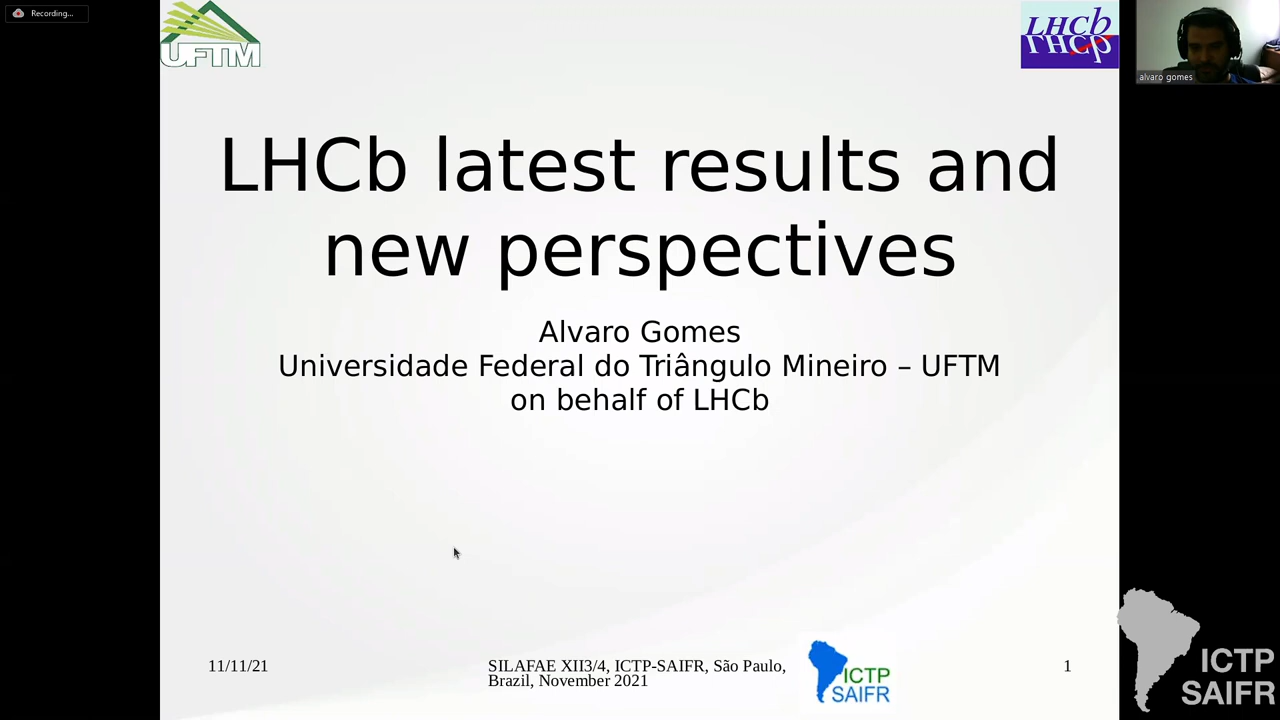 Recording...
UFTM
LHCb
LHCb
alvaro gomes
LHCb latest results and
new perspectives
Alvaro Gomes
Universidade Federal do Triângulo Mineiro – UFTM
on behalf of LHCb
11/11/21
SILAFAE XII3/4, ICTP-SAIFR, São Paulo,
Brazil, November 2021
ICTP
SAIFR
1
ICTP
SAIFR